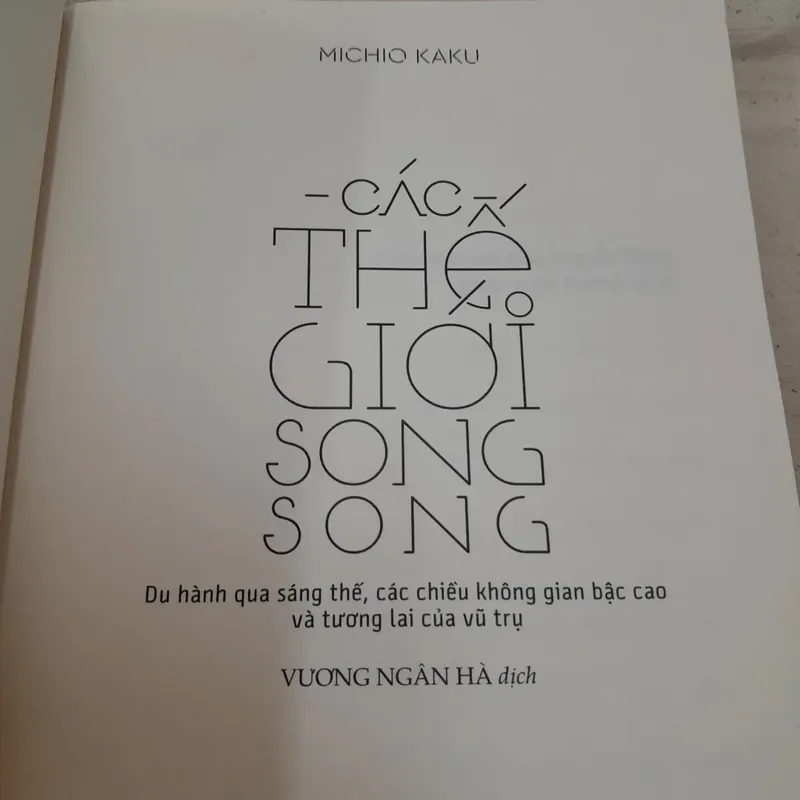 MICHIO KAKU
CÁC
THẾ
GIỚI
SONG
SONG
Du hành qua sáng thế, các chiều không gian bậc cao
và tương lai của vũ trụ
VƯƠNG NGÂN HÀ dịch